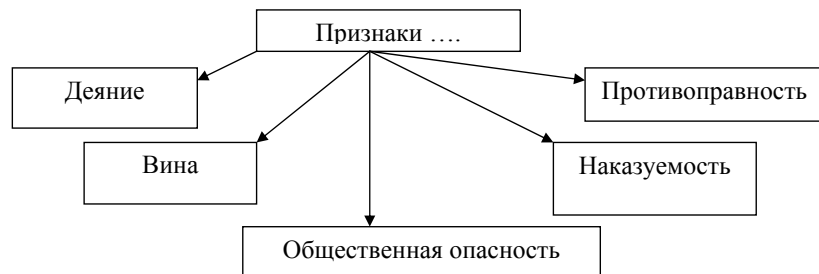 Признаки ….
Деяние
Противоправность
Вина
Наказуемость
Общественная опасность